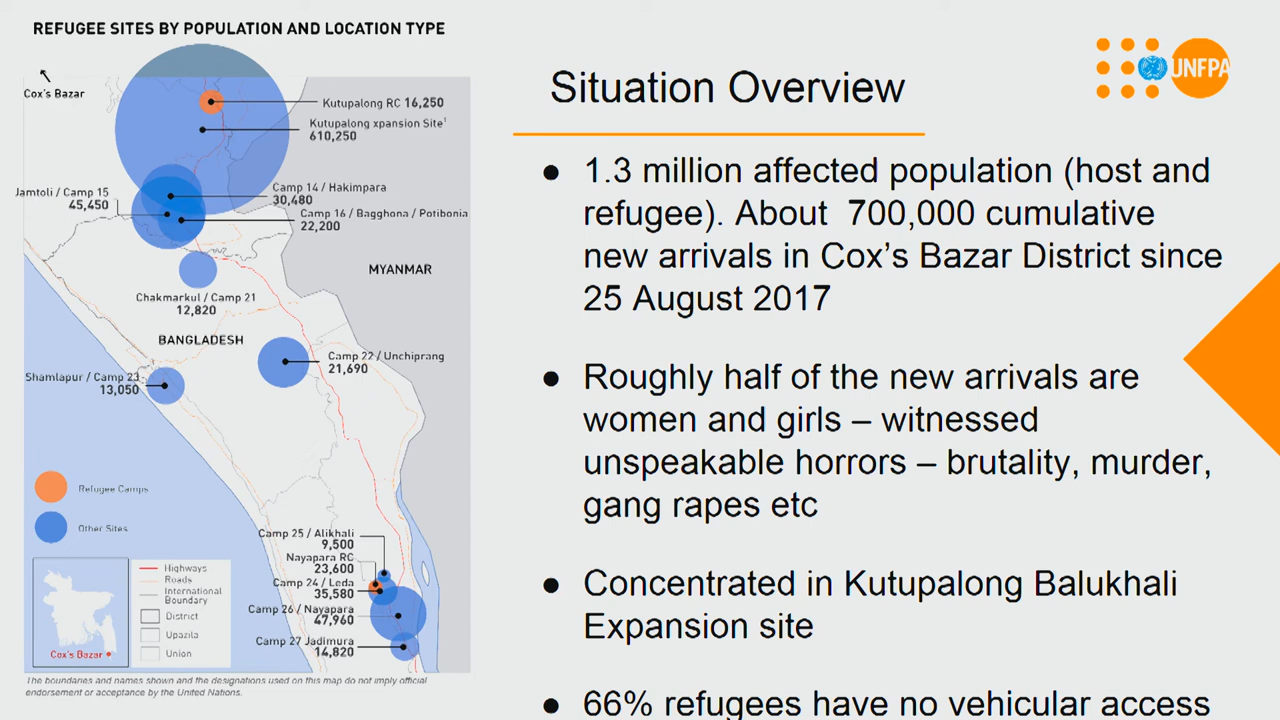 REFUGEE SITES BY POPULATION AND LOCATION TYPE
Cox's Bazar
Kutupalong RC 16,250
Kutupalong xpansion Site¹
610,250
Jamtoli / Camp 15
45,450
Camp 14 / Hakimpara
30,480
Camp 16 / Bagghona / Potibonia
22,200
MYANMAR
Chakmarkul / Camp 21
12,820
BANGLADESH
Camp 22 / Unchiprang
21,690
Shamlapur / Camp 23
13,050
Refugee Camps
Other Sites
Camp 25 / Alikhali
9,500
Nayapara RC
23,600
Camp 24 / Leda
35,580
Camp 26 / Nayapara
47,960
Camp 27 Jadimura
14,820
Highways
Roads
International
Boundary
District
Upazila
Union
Cox's Bazar
The boundaries and names shown and the designations used on this map do not imply official
endorsement or acceptance by the United Nations.
UNFPA
Situation Overview
● 1.3 million affected population (host and
refugee). About 700,000 cumulative
new arrivals in Cox's Bazar District since
25 August 2017
● Roughly half of the new arrivals are
women and girls – witnessed
unspeakable horrors – brutality, murder,
gang rapes etc
● Concentrated in Kutupalong Balukhali
Expansion site
● 66% refugees have no vehicular access